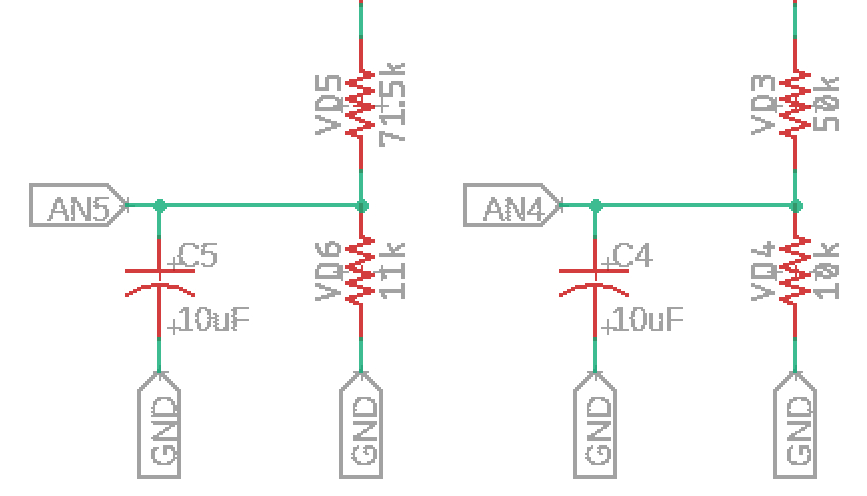 VD5
71.5k
VD3
50k
AN5
AN4
C5
VD6
11k
C4
VD4
10k
10uF
10uF
GND
GND
GND
GND